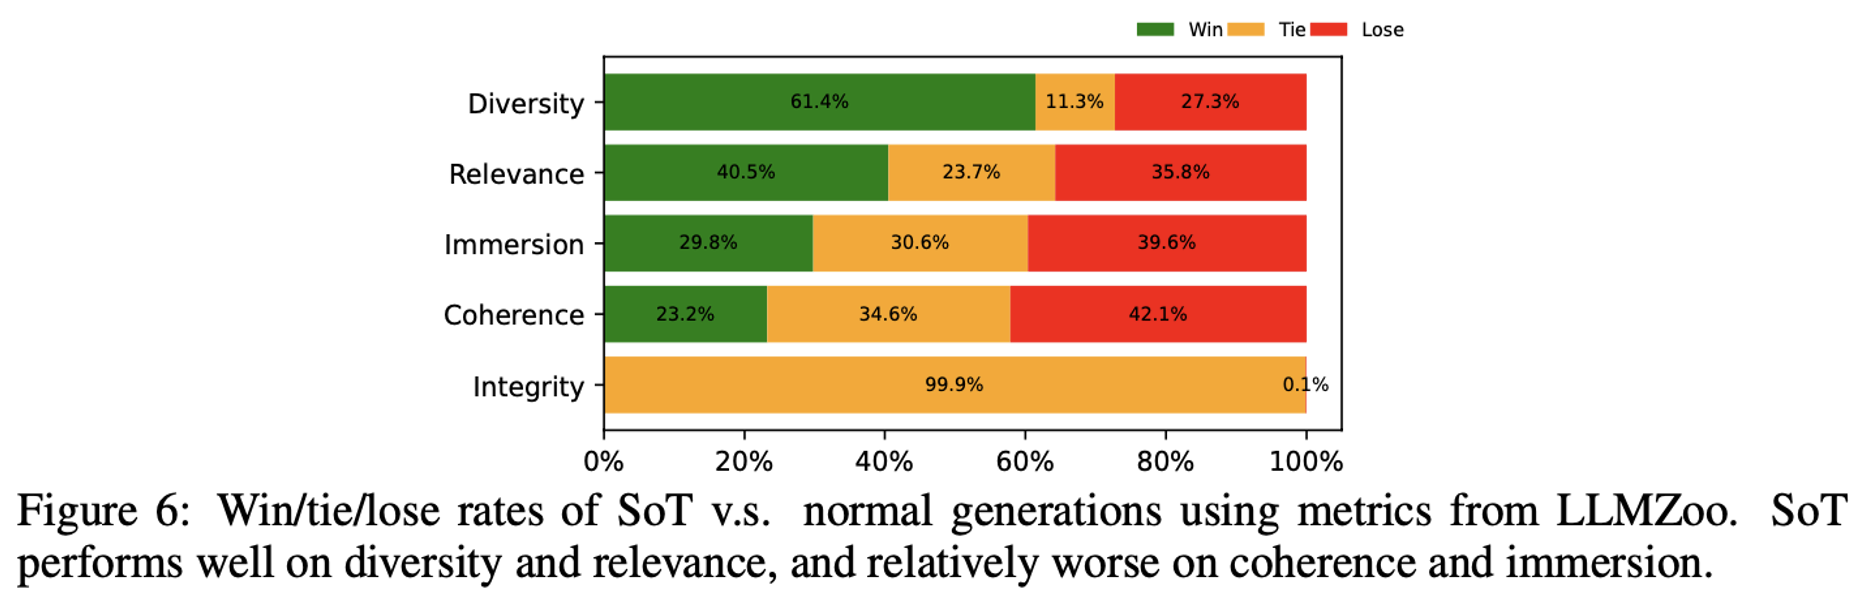 Win Tie Lose
Diversity 61.4% 11.3% 27.3%
Relevance 40.5% 23.7% 35.8%
Immersion 29.8% 30.6% 39.6%
Coherence 23.2% 34.6% 42.1%
Integrity 99.9% 0.1%
0% 20% 40% 60% 80% 100%
Figure 6: Win/tie/lose rates of SoT v.s. normal generations using metrics from LLMZoo. SoT
performs well on diversity and relevance, and relatively worse on coherence and immersion.